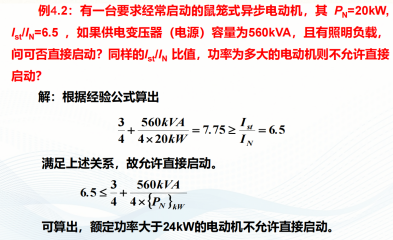 例4.2：有一台要求经常启动的鼠笼式异步电动机，其 P_N=20kW,
I_st/I_N=6.5 ，如果供电变压器（电源）容量为560kVA，且有照明负载，
问可否直接启动？同样的I_st/I_N 比值，功率为多大的电动机则不允许直接
启动？
解：根据经验公式算出
3/4 + 560kVA/(4×20kW) = 7.75 ≥ I_st/I_N = 6.5
满足上述关系，故允许直接启动。
6.5 ≤ 3/4 + 560kVA/(4×{P_N}_kW)
可算出，额定功率大于24kW的电动机不允许直接启动。